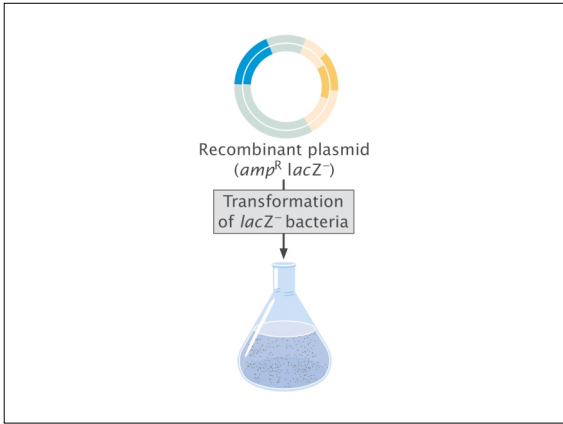 Recombinant plasmid
(ampᴿ lacZ⁻)
Transformation
of lacZ⁻ bacteria